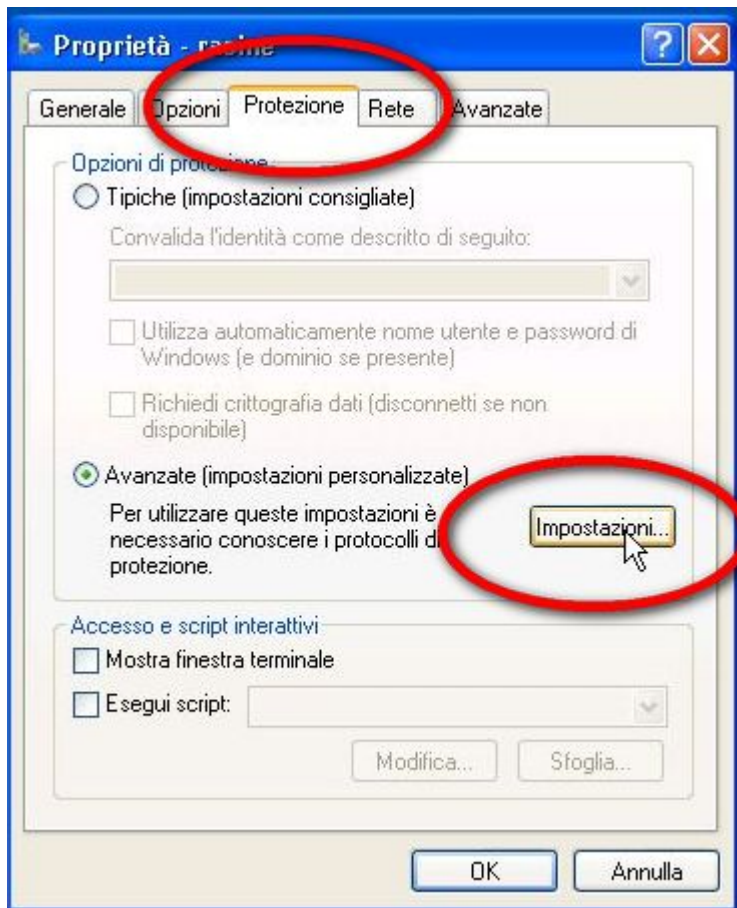 Proprietà -
Generale
Opzioni
Protezione
Rete
Avanzate
Opzioni di protezione
Tipiche (impostazioni consigliate)
Convalida l'identità come descritto di seguito:
Utilizza automaticamente nome utente e password di
Windows (e dominio se presente)
Richiedi crittografia dati (disconnetti se non
disponibile)
Avanzate (impostazioni personalizzate)
Per utilizzare queste impostazioni è
necessario conoscere i protocolli di
protezione.
Impostazioni...
Accesso e script interattivi
Mostra finestra terminale
Esegui script:
Modifica...
Sfoglia...
OK
Annulla